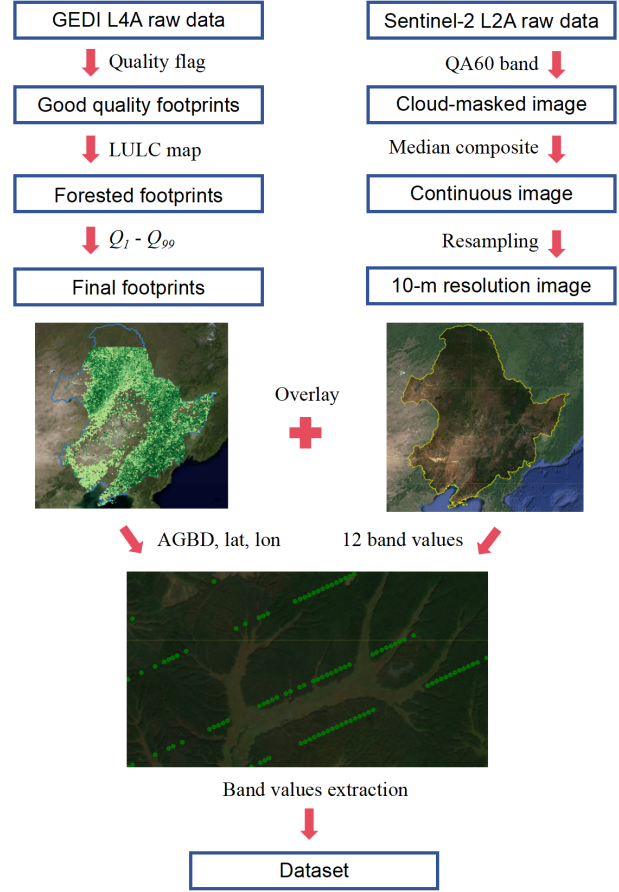 GEDI L4A raw data
Quality flag
Good quality footprints
LULC map
Forested footprints
Q1 - Q99
Final footprints
Sentinel-2 L2A raw data
QA60 band
Cloud-masked image
Median composite
Continuous image
Resampling
10-m resolution image
Overlay
AGBD, lat, lon
12 band values
Band values extraction
Dataset